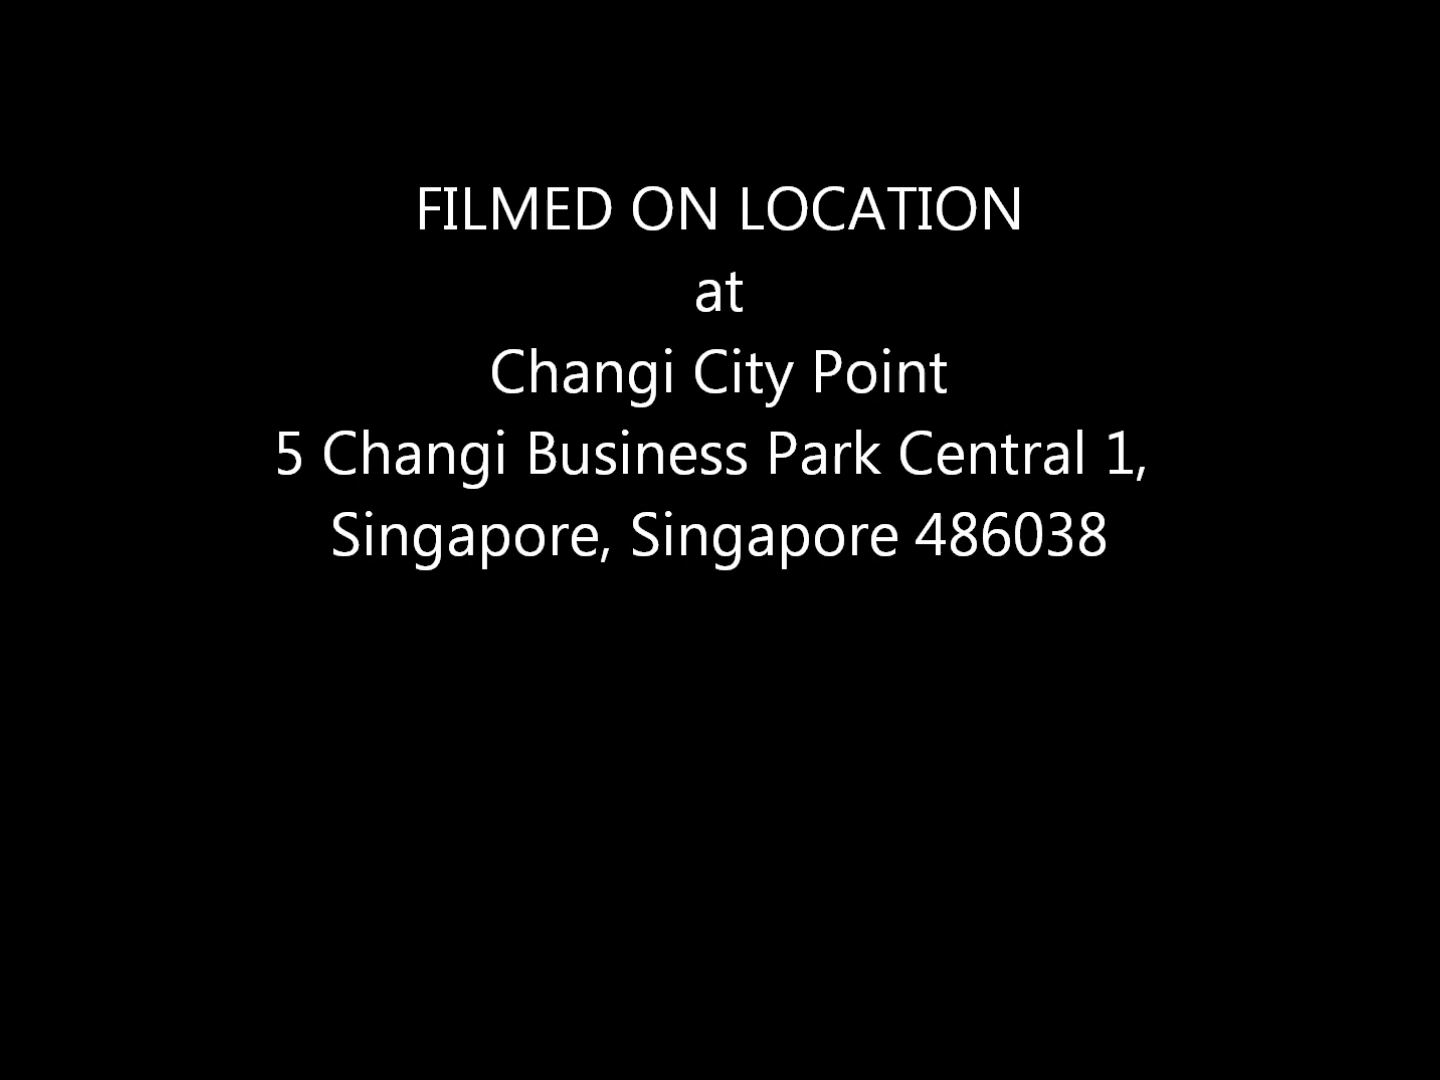 FILMED ON LOCATION
at
Changi City Point
5 Changi Business Park Central 1,
Singapore, Singapore 486038